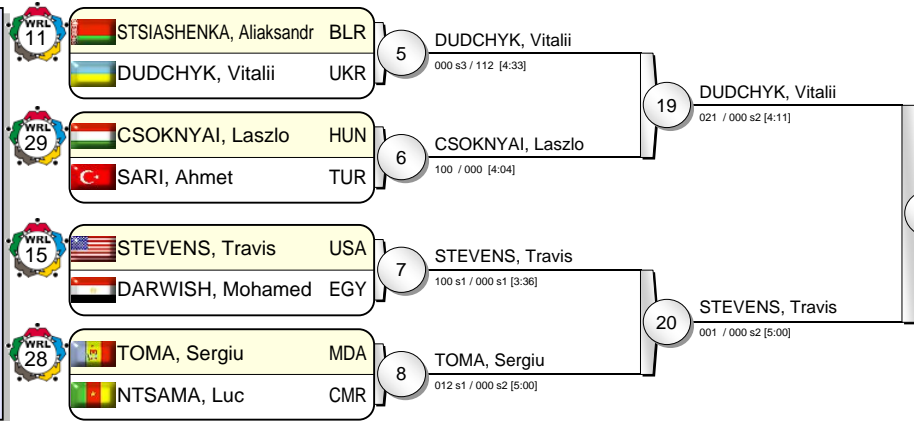 WRL
11
STSIASHENKA, Aliaksandr BLR
DUDCHYK, Vitalii UKR
5
DUDCHYK, Vitalii
000 s3 / 112 [4:33]
WRL
29
CSOKNYAI, Laszlo HUN
SARI, Ahmet TUR
6
CSOKNYAI, Laszlo
100 / 000 [4:04]
19
DUDCHYK, Vitalii
021 / 000 s2 [4:11]
WRL
15
STEVENS, Travis USA
DARWISH, Mohamed EGY
7
STEVENS, Travis
100 s1 / 000 s1 [3:36]
WRL
28
TOMA, Sergiu MDA
NTSAMA, Luc CMR
8
TOMA, Sergiu
012 s1 / 000 s2 [5:00]
20
STEVENS, Travis
001 / 000 s2 [5:00]